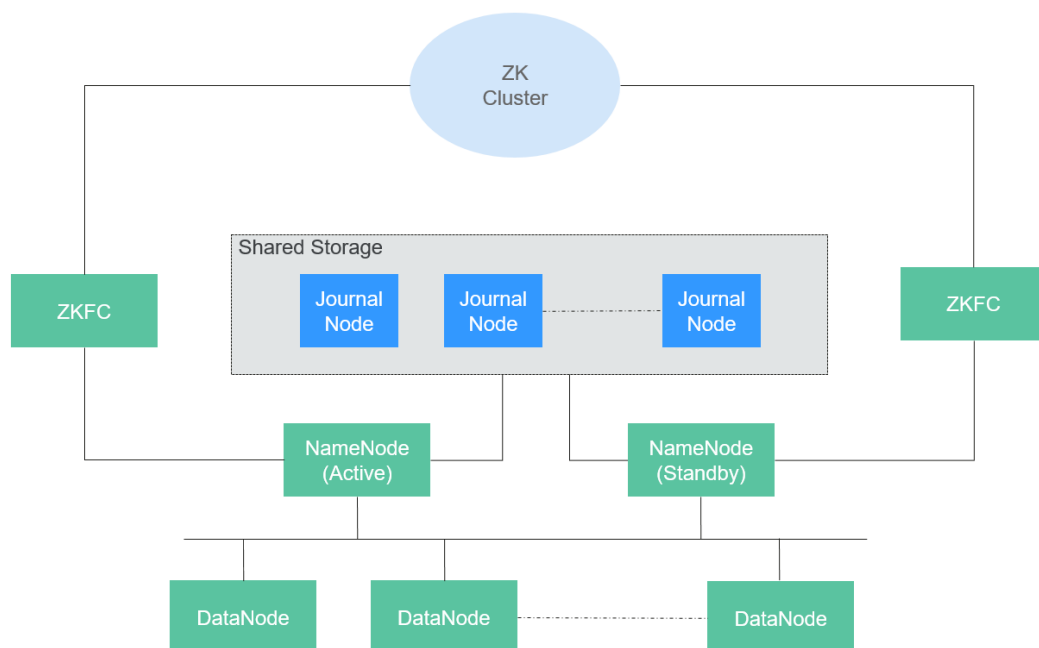 ZK
Cluster
Shared Storage
Journal
Node
Journal
Node
Journal
Node
ZKFC
ZKFC
NameNode
(Active)
NameNode
(Standby)
DataNode
DataNode
DataNode